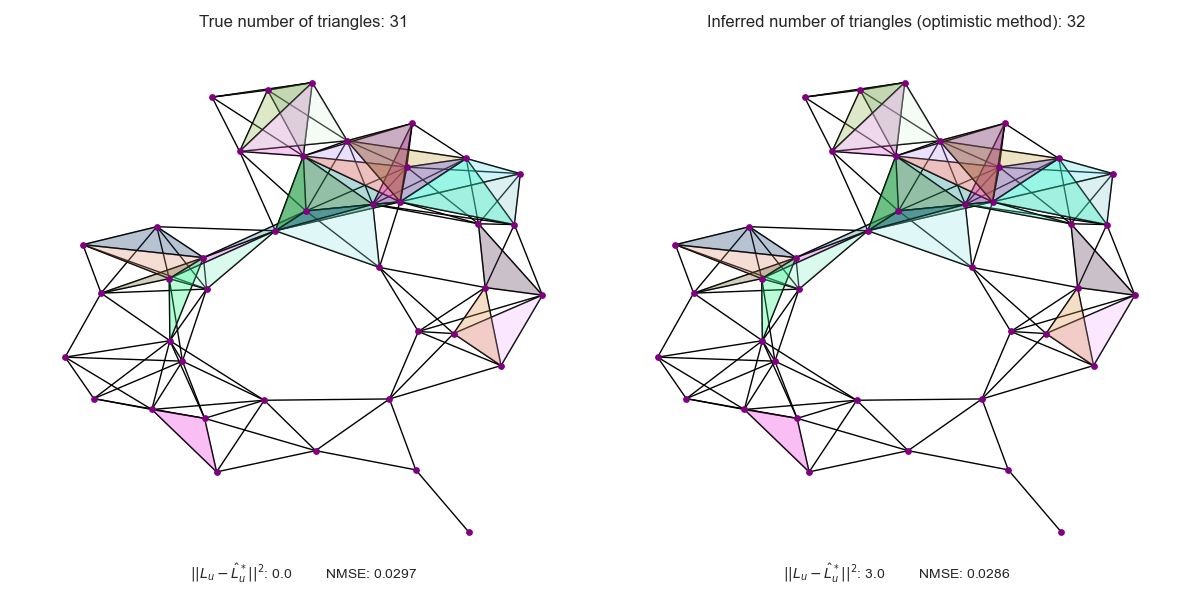 True number of triangles: 31
Inferred number of triangles (optimistic method): 32
$||L_u - \hat{L}_u^*||^2$: 0.0 NMSE: 0.0297
$||L_u - \hat{L}_u^*||^2$: 3.0 NMSE: 0.0286